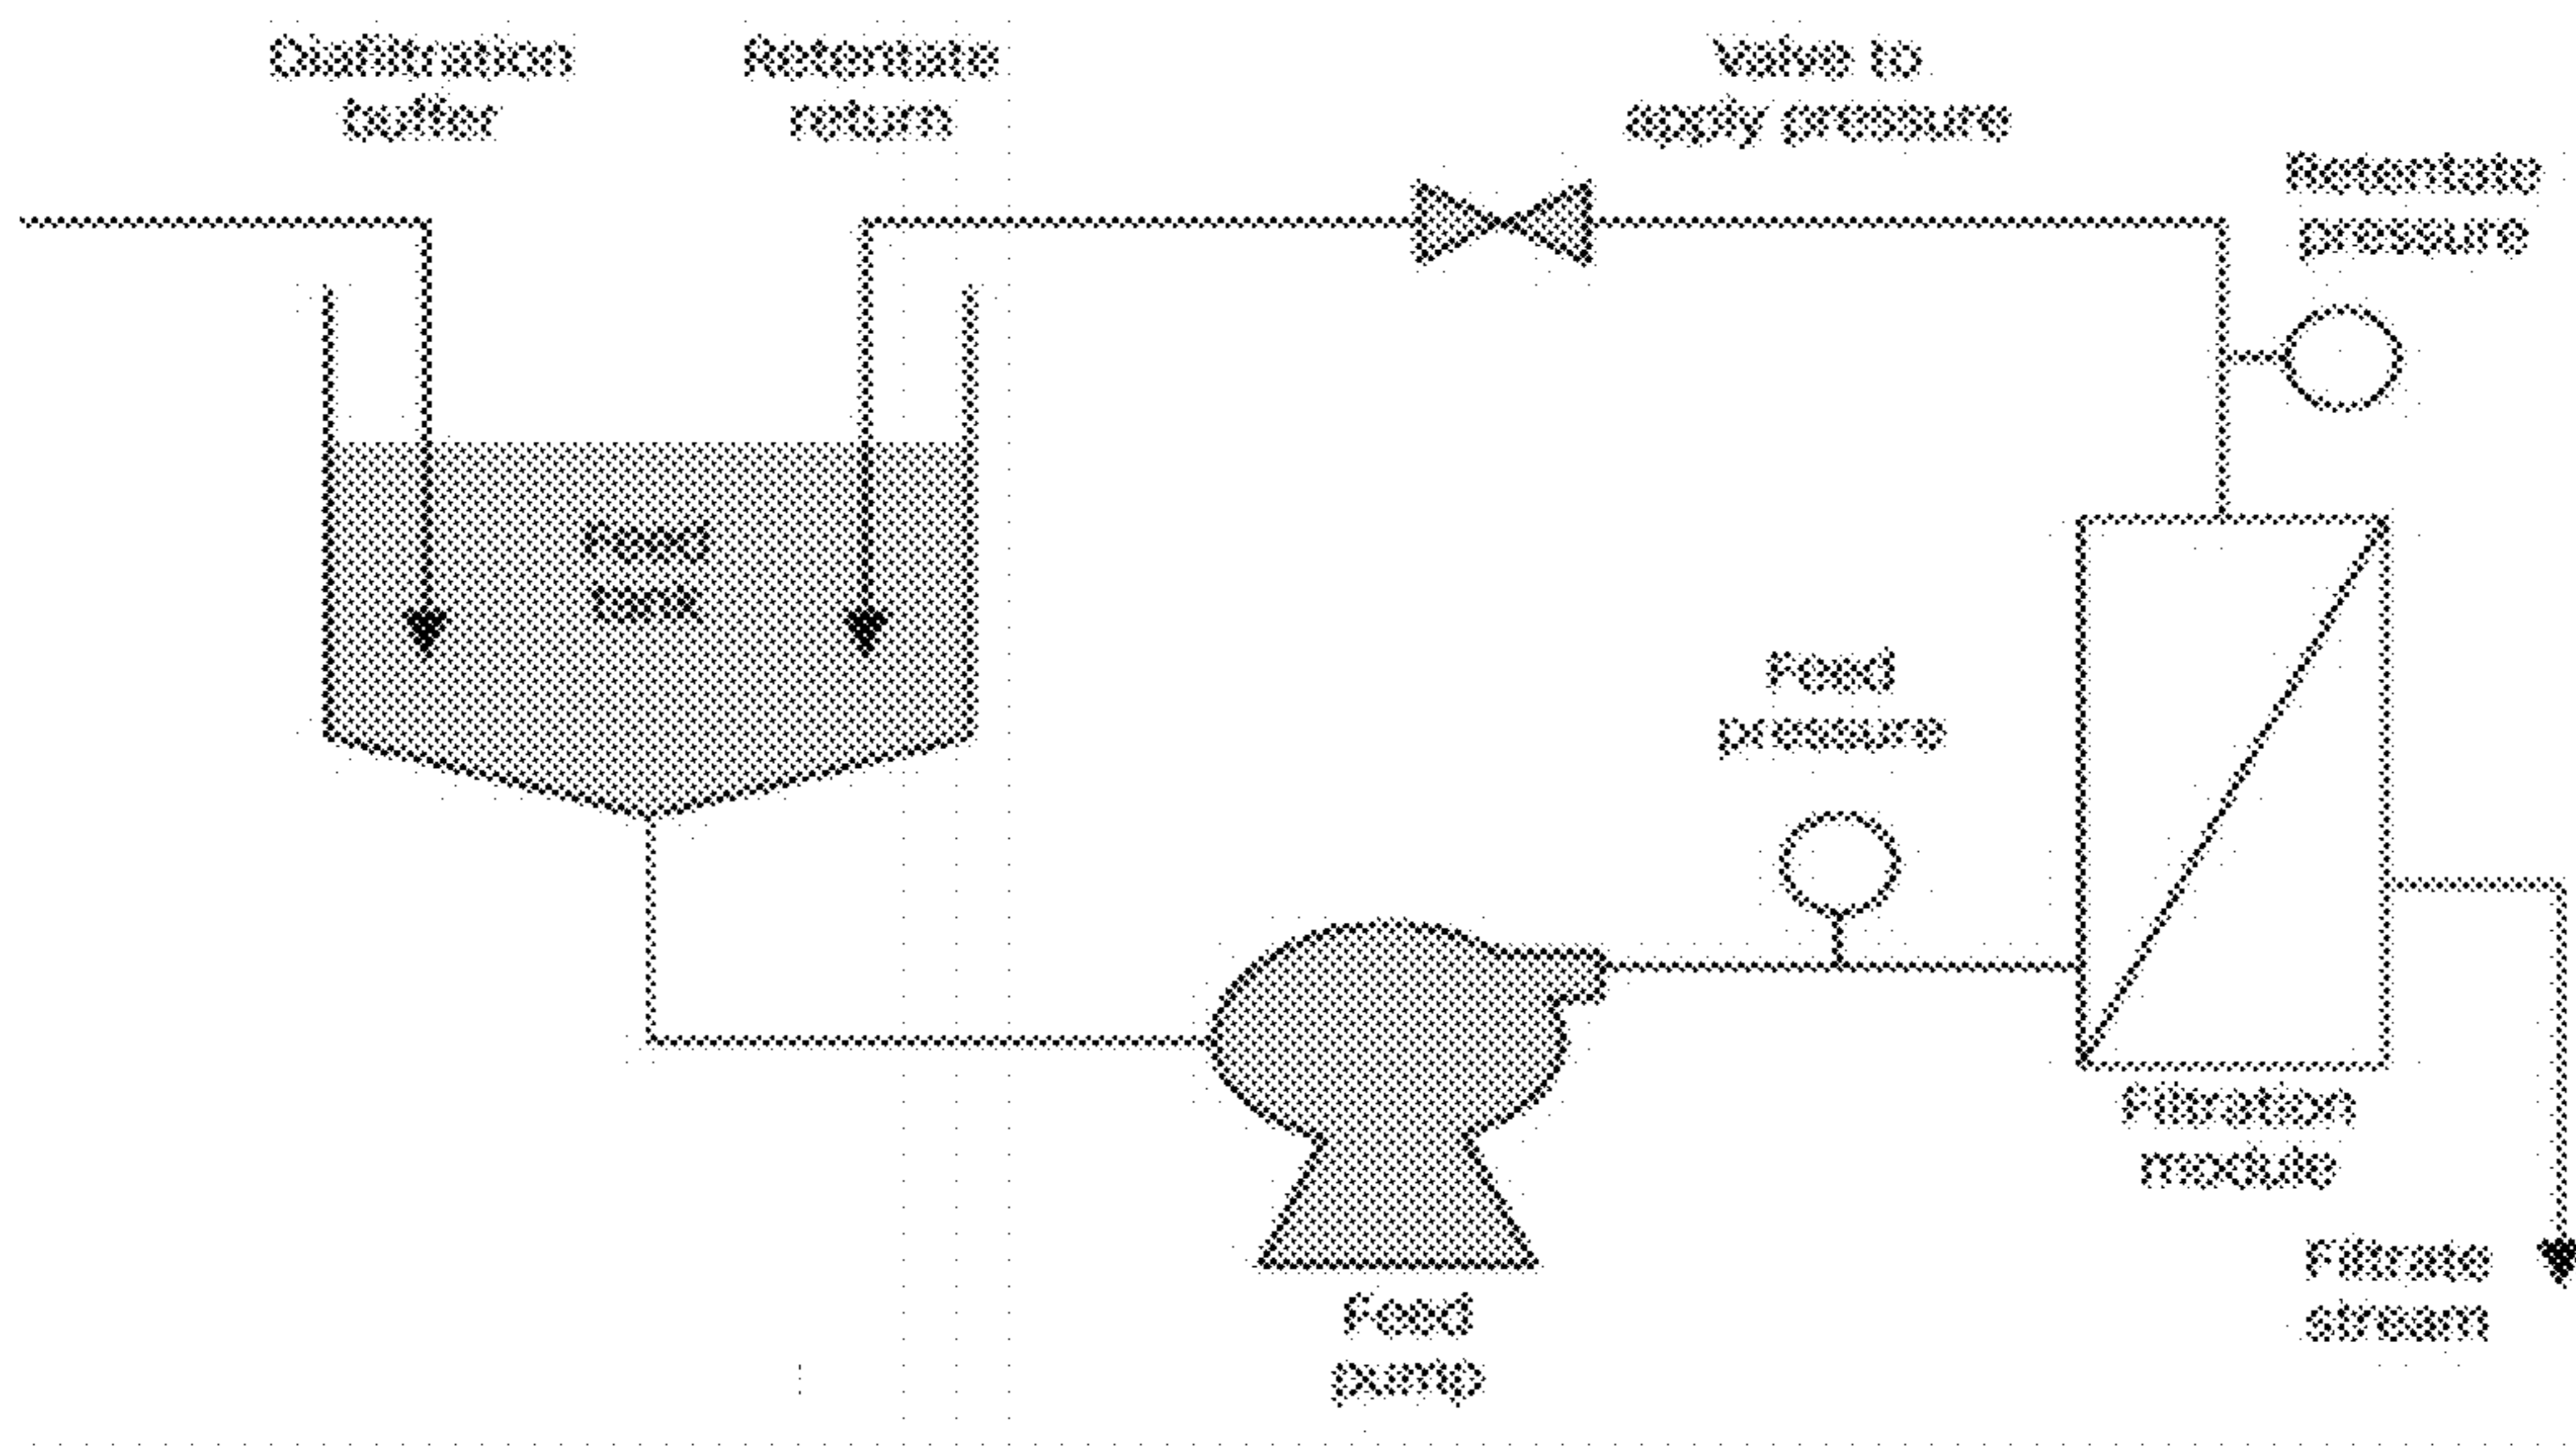 Diafiltration
buffer
Retentate
return
Valve to
apply pressure
Retentate
pressure
Feed
tank
Feed
pressure
Filtration
module
Filtrate
stream
Feed
pump